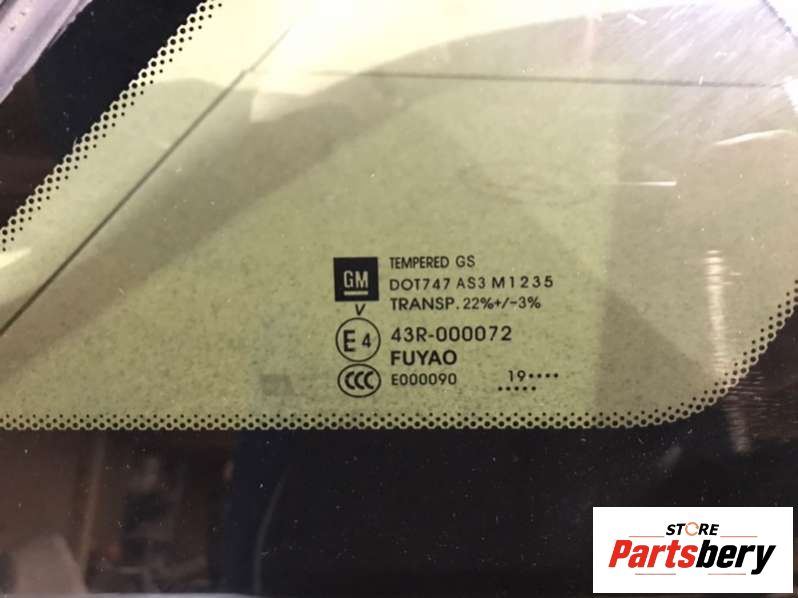 GM
TEMPERED GS
DOT747 AS3 M1235
TRANSP. 22%+/-3%
V
E4
43R-000072
FUYAO
CCC
E000090
19••••
•••••
STORE
Partsbery